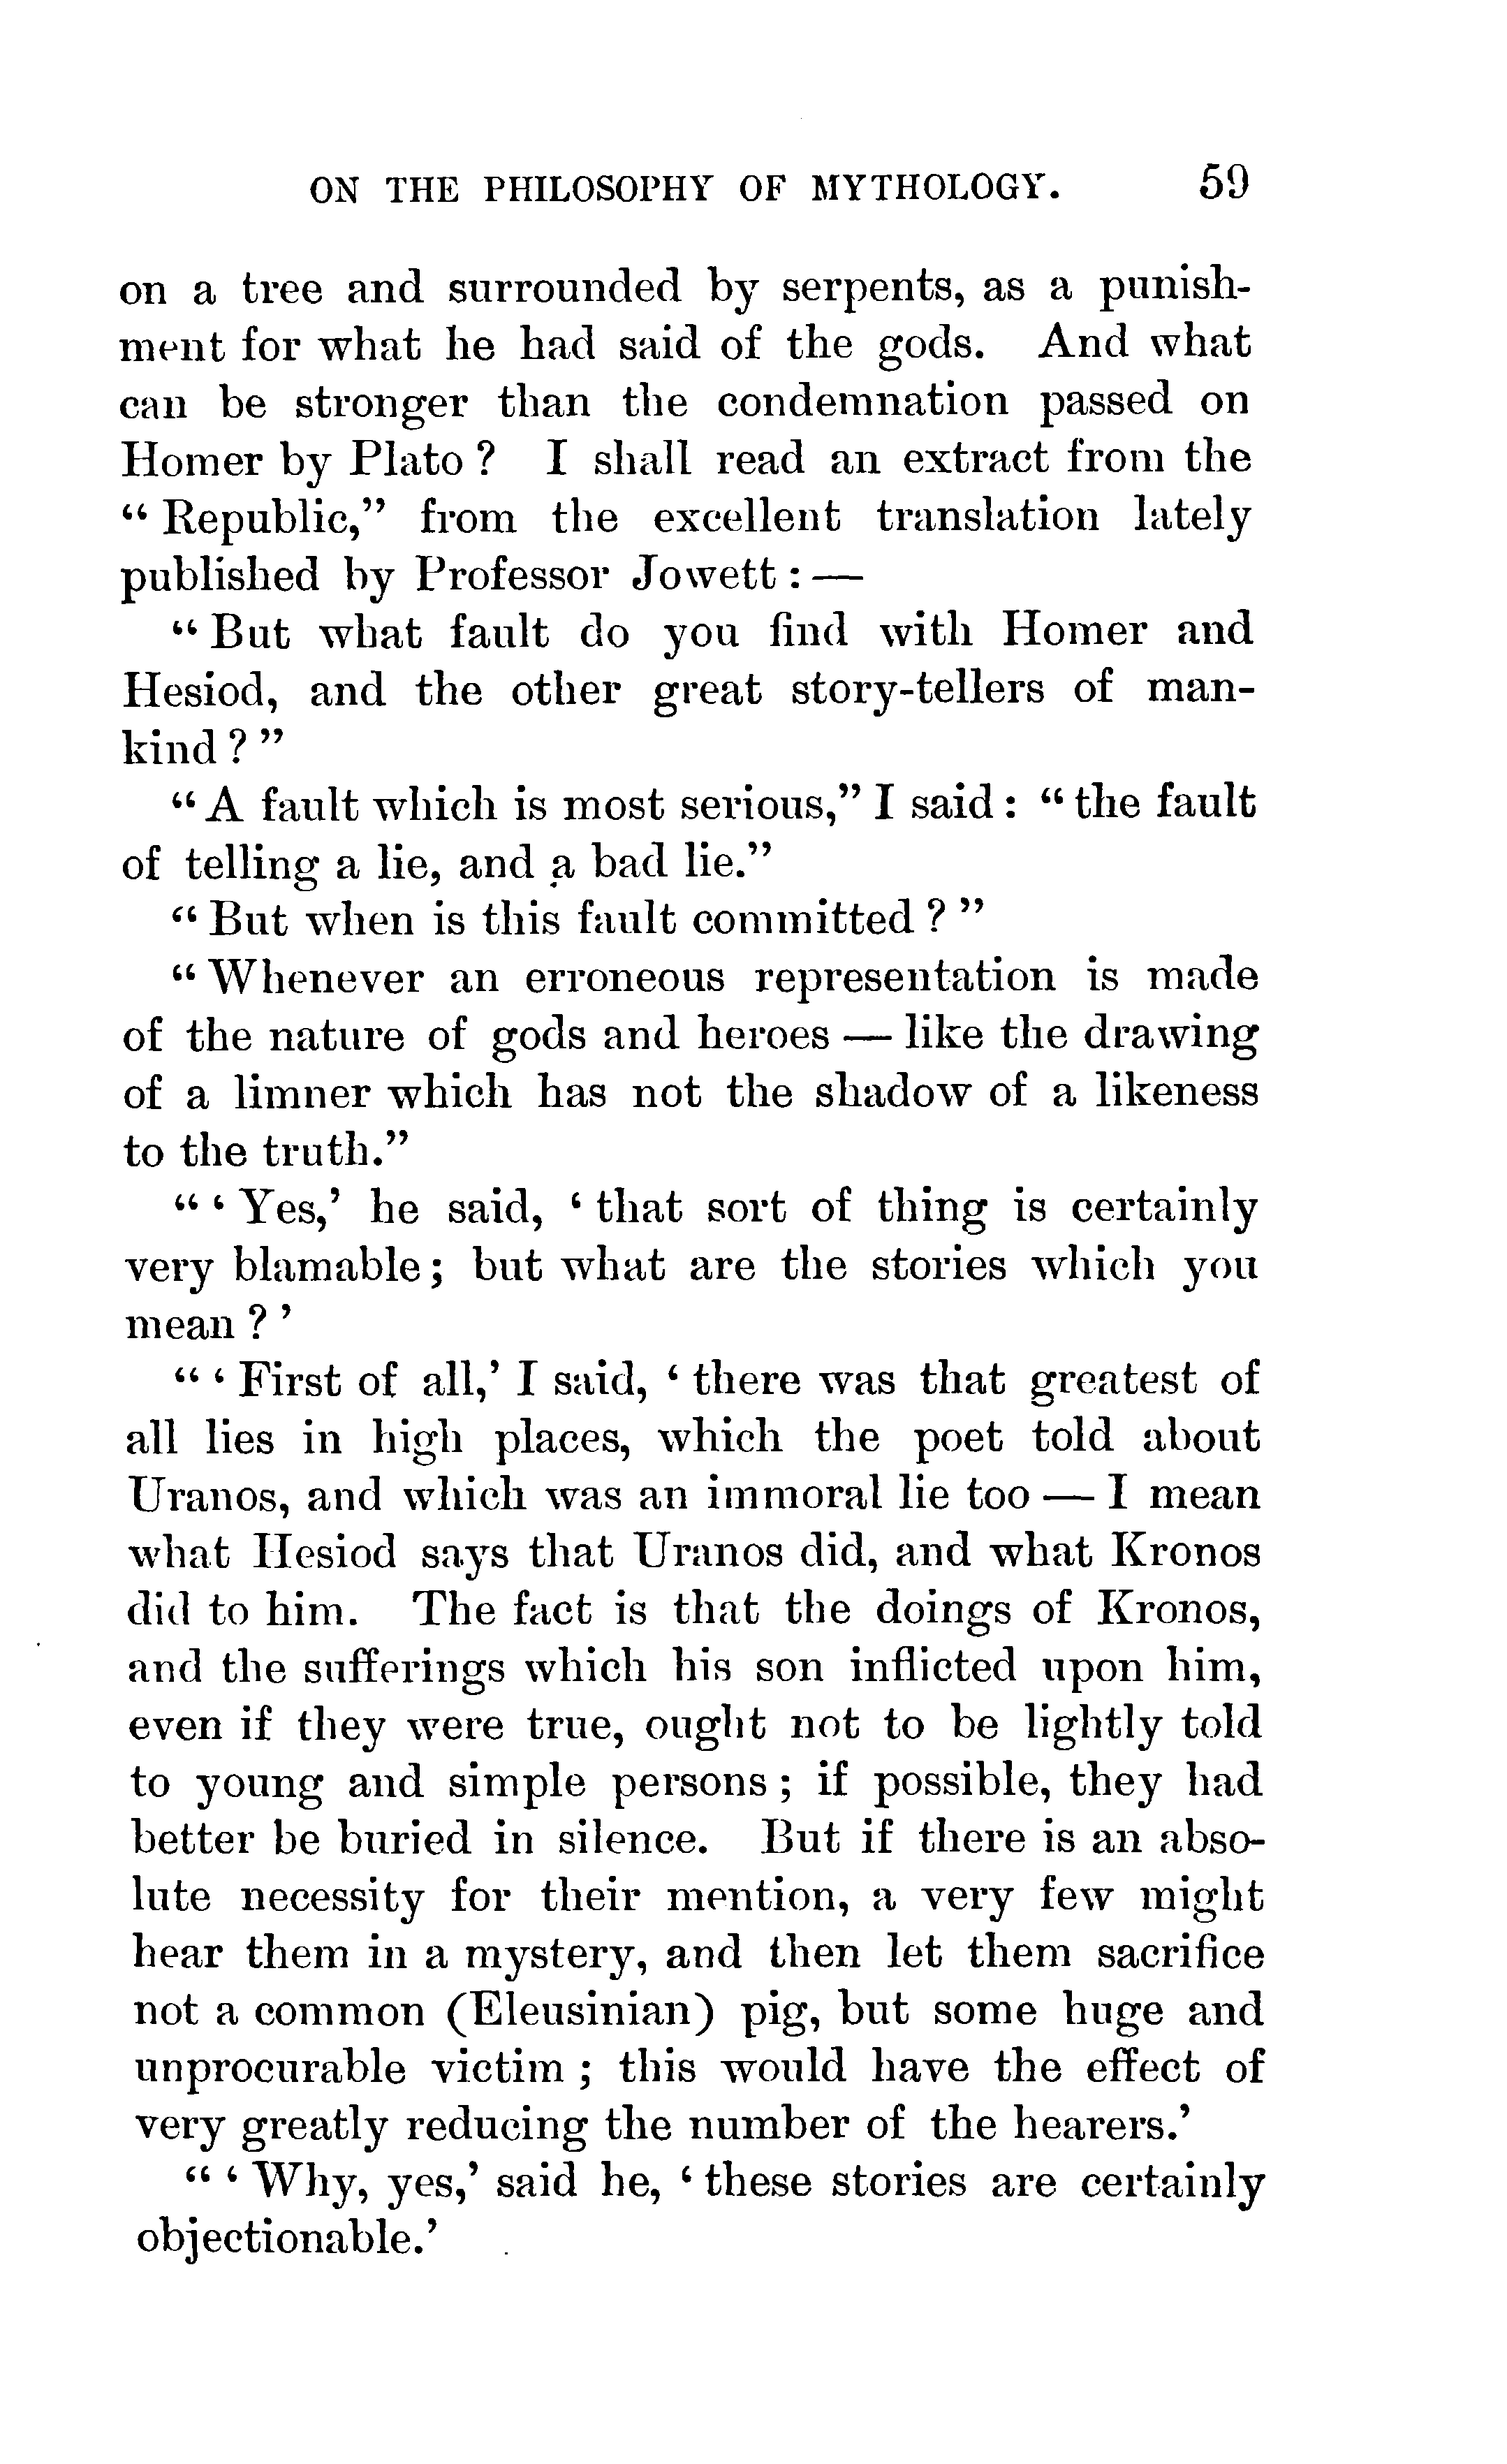 ON THE PHILOSOPHY OF MYTHOLOGY. 59
on a tree and surrounded by serpents, as a punish-
ment for what he had said of the gods. And what
can be stronger than the condemnation passed on
Homer by Plato? I shall read an extract from the
“Republic,” from the excellent translation lately
published by Professor Jowett:—
“But what fault do you find with Homer and
Hesiod, and the other great story-tellers of man-
kind?”
“A fault which is most serious,” I said: “the fault
of telling a lie, and a bad lie.”
“But when is this fault committed?”
“Whenever an erroneous representation is made
of the nature of gods and heroes — like the drawing
of a limner which has not the shadow of a likeness
to the truth.”
“‘Yes,’ he said, ‘that sort of thing is certainly
very blamable; but what are the stories which you
mean?’
“‘First of all,’ I said, ‘there was that greatest of
all lies in high places, which the poet told about
Uranos, and which was an immoral lie too — I mean
what Hesiod says that Uranos did, and what Kronos
did to him. The fact is that the doings of Kronos,
and the sufferings which his son inflicted upon him,
even if they were true, ought not to be lightly told
to young and simple persons; if possible, they had
better be buried in silence. But if there is an abso-
lute necessity for their mention, a very few might
hear them in a mystery, and then let them sacrifice
not a common (Eleusinian) pig, but some huge and
unprocurable victim; this would have the effect of
very greatly reducing the number of the hearers.’
“‘Why, yes,’ said he, ‘these stories are certainly
objectionable.’